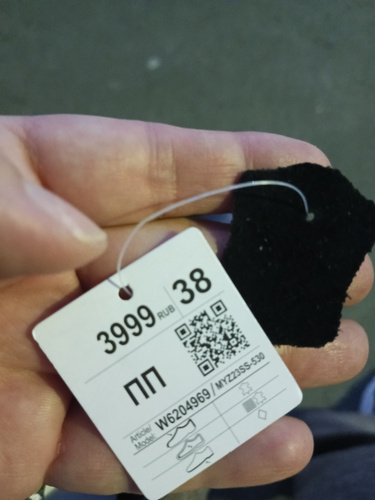 3999 RUB 38
ПП
Article/ Model W6204969 / MYZ23SS-530